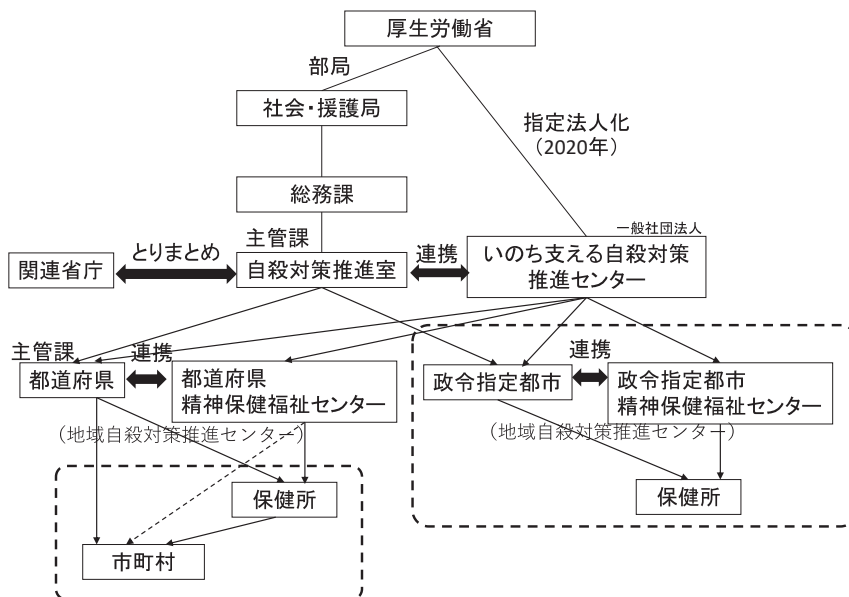 厚生労働省
部局
社会・援護局
指定法人化
（2020年）
総務課
一般社団法人
主管課
とりまとめ
連携
関連省庁
自殺対策推進室
いのち支える自殺対策
推進センター
主管課
連携
連携
都道府県
都道府県
精神保健福祉センター
政令指定都市
政令指定都市
精神保健福祉センター
（地域自殺対策推進センター）
（地域自殺対策推進センター）
保健所
保健所
市町村